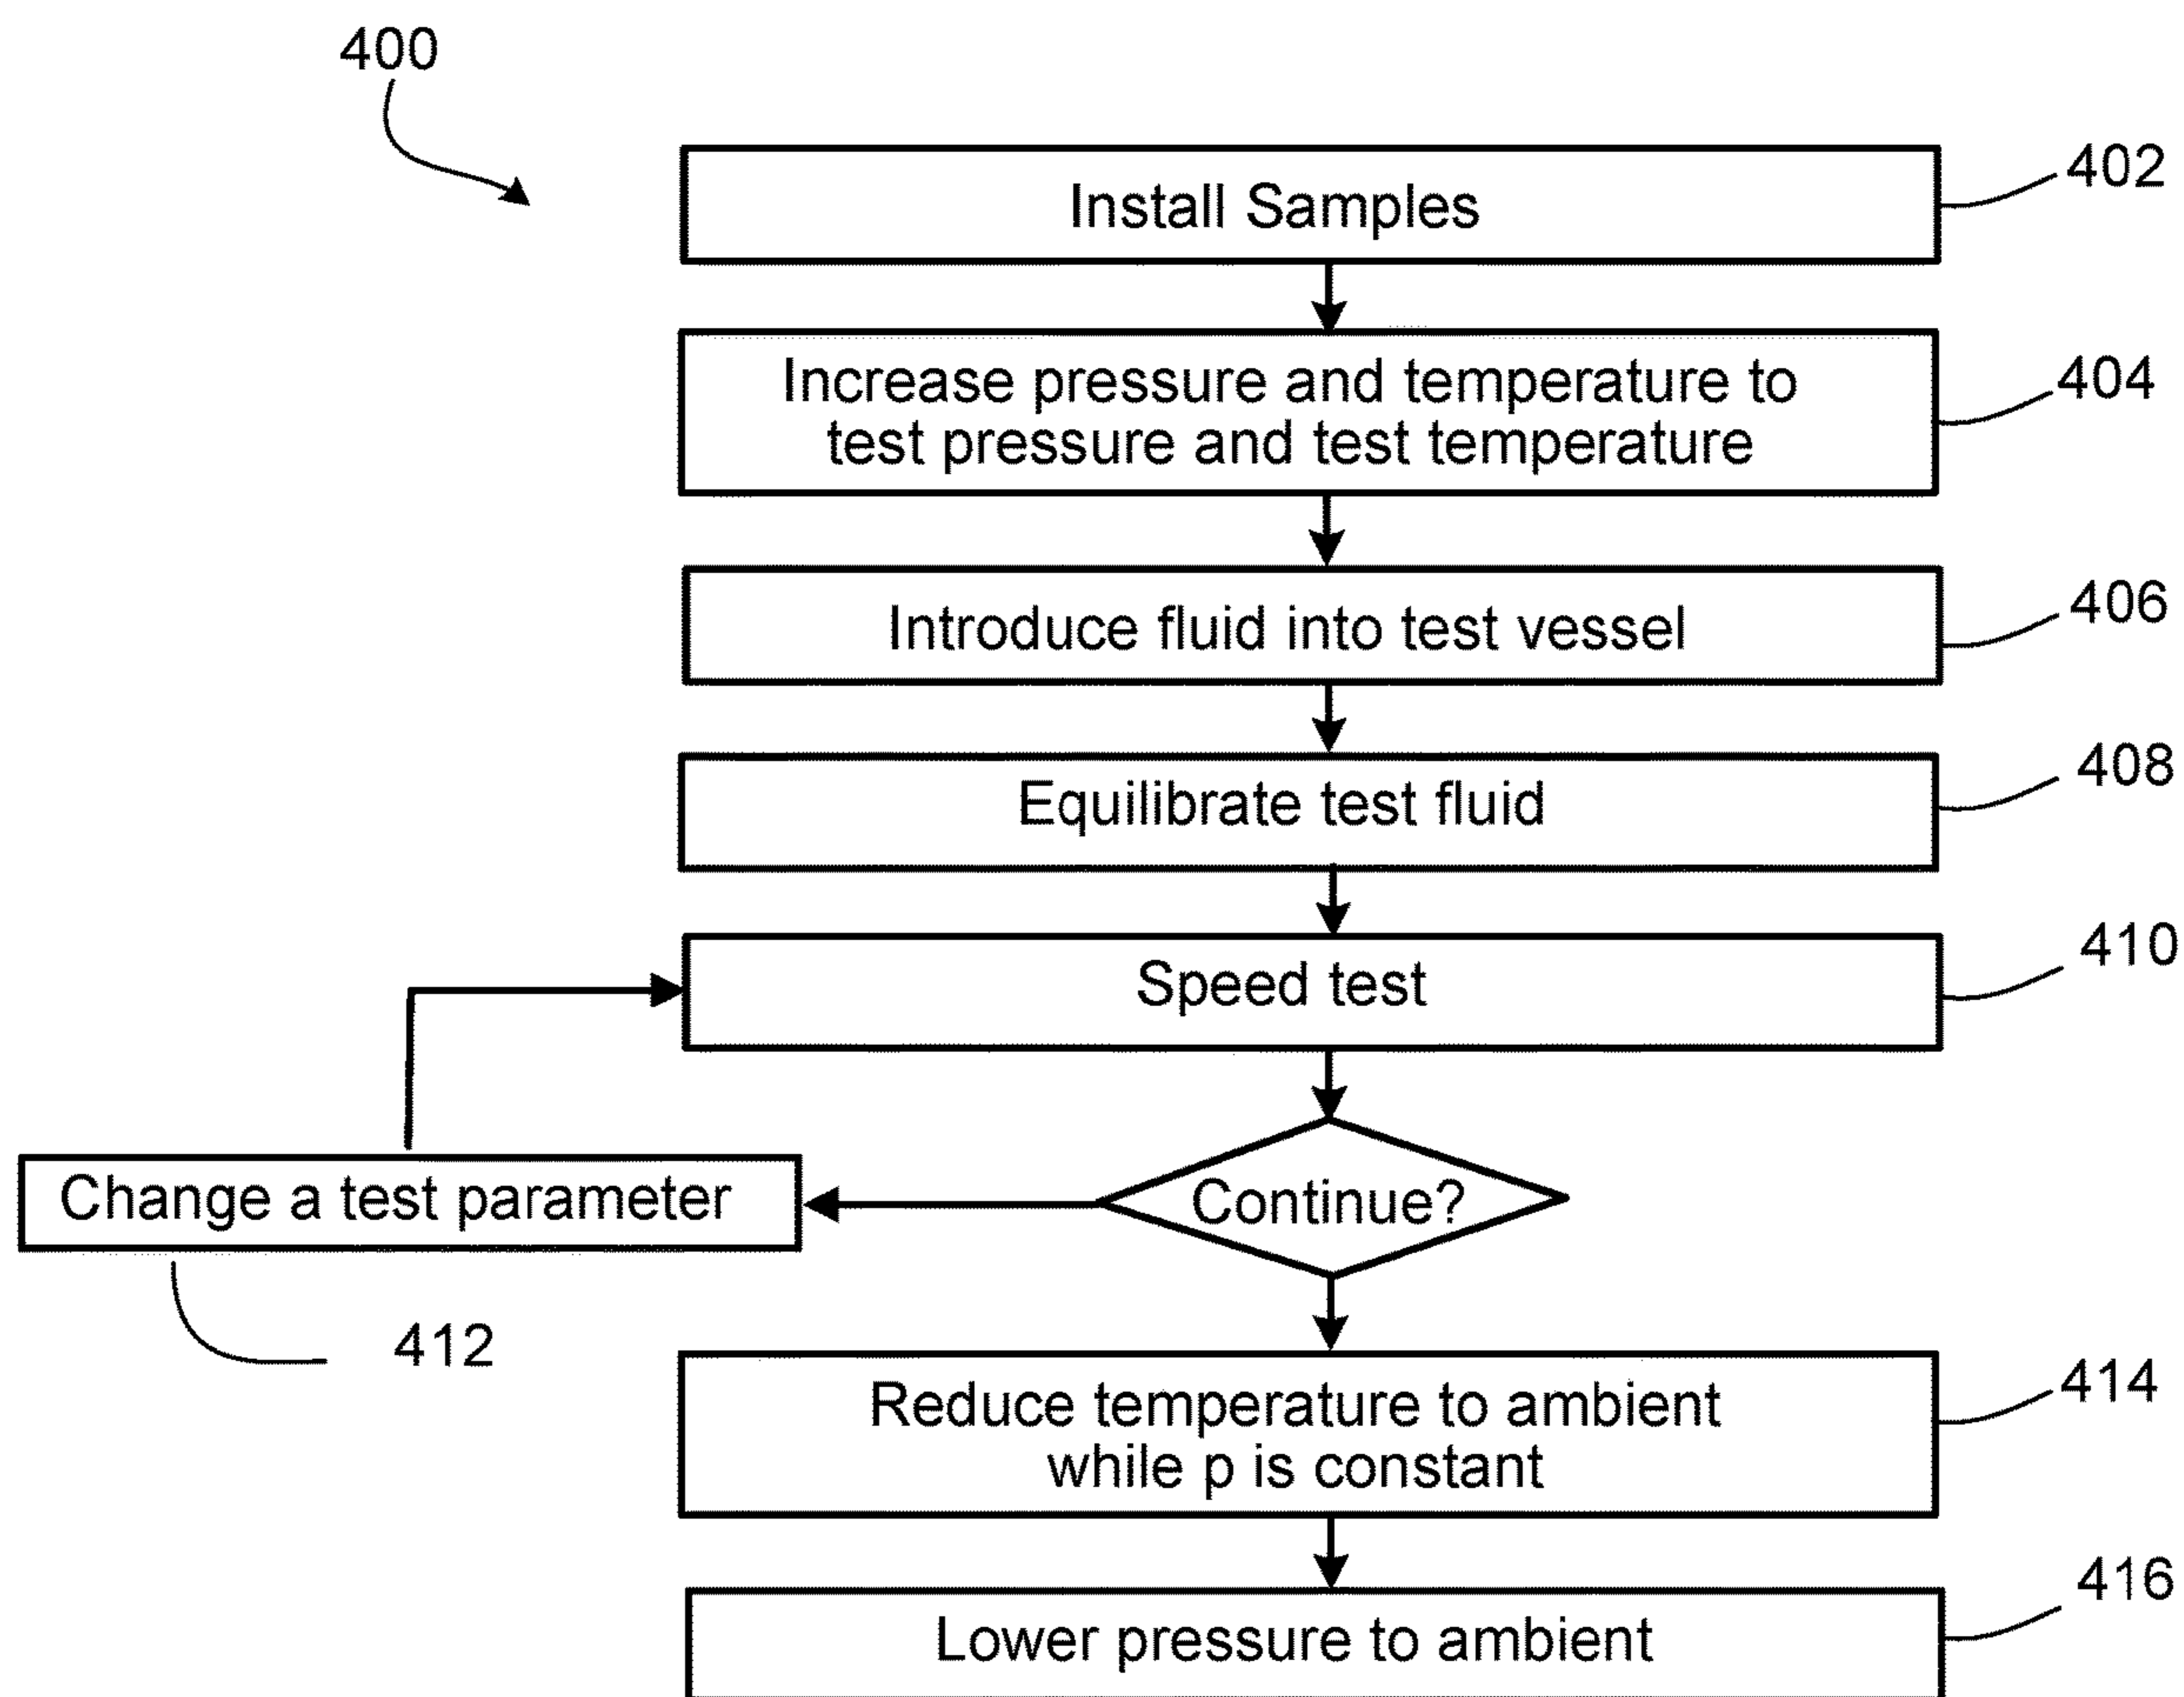 400
Install Samples
402
Increase pressure and temperature to
test pressure and test temperature
404
Introduce fluid into test vessel
406
Equilibrate test fluid
408
Speed test
410
Continue?
Change a test parameter
412
Reduce temperature to ambient
while p is constant
414
Lower pressure to ambient
416